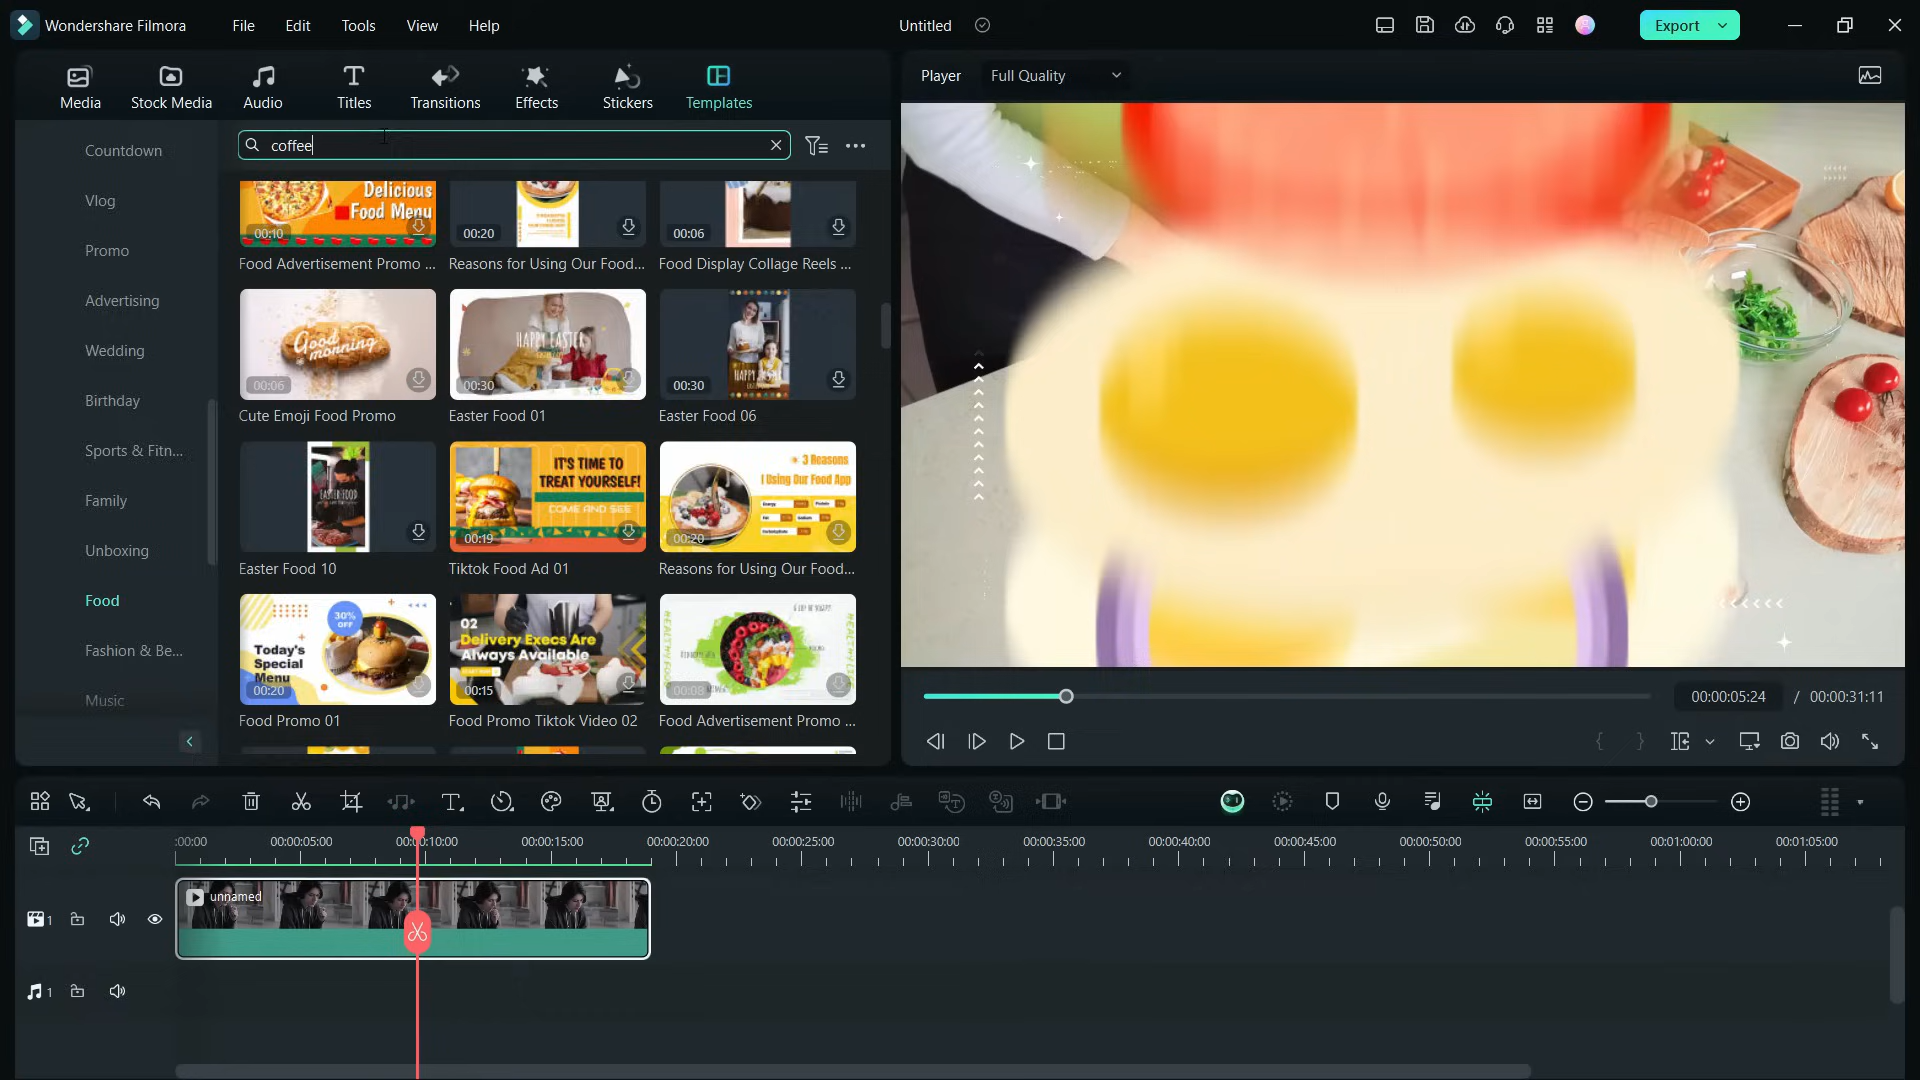 Wondershare Filmora
File
Edit
Tools
View
Help
Untitled
Export
Media
Stock Media
Audio
Titles
Transitions
Effects
Stickers
Templates
Player
Full Quality
Countdown
Vlog
Promo
Advertising
Wedding
Birthday
Sports & Fitn...
Family
Unboxing
Food
Fashion & Be...
Music
coffee
Delicious
Food Menu
00:10
00:20
00:06
Food Advertisement Promo ...
Reasons for Using Our Food...
Food Display Collage Reels ...
Good
morning
00:06
HAPPY EASTER
00:30
HAPPY EASTER
00:30
Cute Emoji Food Promo
Easter Food 01
Easter Food 06
EASTER FOOD
IT'S TIME TO
TREAT YOURSELF!
COME AND SEE
00:19
3 Reasons
Using Our Food App
00:20
Easter Food 10
Tiktok Food Ad 01
Reasons for Using Our Food...
30%
OFF
Today's
Special
Menu
00:20
02
Delivery Execs Are
Always Available
00:15
00:08
Food Promo 01
Food Promo Tiktok Video 02
Food Advertisement Promo ...
00:00:05:24
/
00:00:31:11
:00:00
00:00:05:00
00:00:10:00
00:00:15:00
00:00:20:00
00:00:25:00
00:00:30:00
00:00:35:00
00:00:40:00
00:00:45:00
00:00:50:00
00:00:55:00
00:01:00:00
00:01:05:00
unnamed
1
1